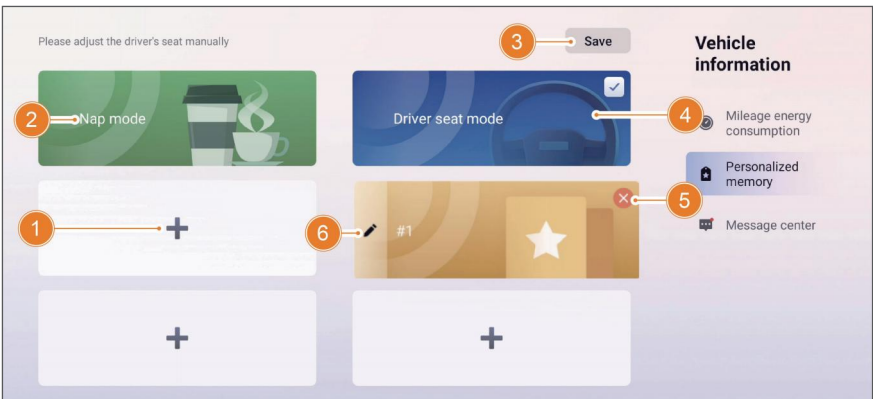 Please adjust the driver's seat manually
3
Save
Vehicle
information
2
Nap mode
Driver seat mode
4
Mileage energy
consumption
Personalized
memory
5
1
6
#1
Message center